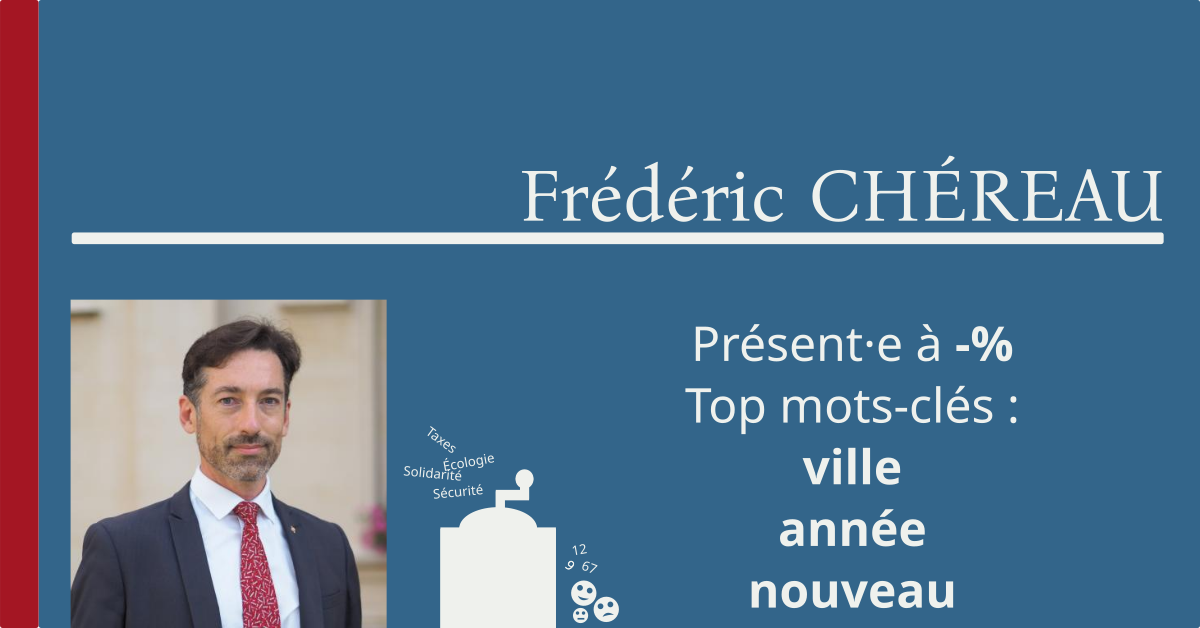 Frédéric CHÉREAU
Présent·e à -%
Top mots-clés :
ville
année
nouveau
Taxes
Écologie
Solidarité
Sécurité
12
9 67